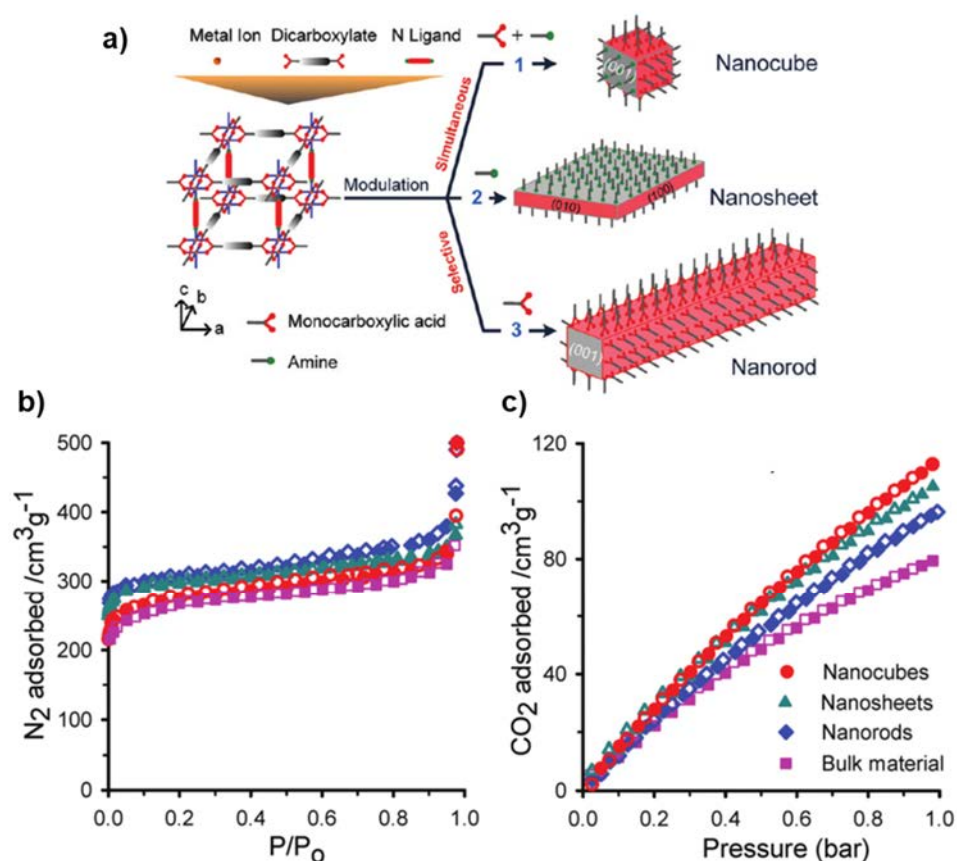 a)
Metal Ion Dicarboxylate N Ligand
Simultaneous
+
1
(001)
Nanocube
Modulation
2
(010)
(100)
Nanosheet
Selective
3
(001)
Nanorod
c
b
a
Monocarboxylic acid
Amine
b)
N2 adsorbed /cm³g⁻¹
500
400
300
200
100
0
0.0 0.2 0.4 0.6 0.8 1.0
P/Po
c)
CO2 adsorbed /cm³g⁻¹
120
80
40
0
0.0 0.2 0.4 0.6 0.8 1.0
Pressure (bar)
Nanocubes
Nanosheets
Nanorods
Bulk material